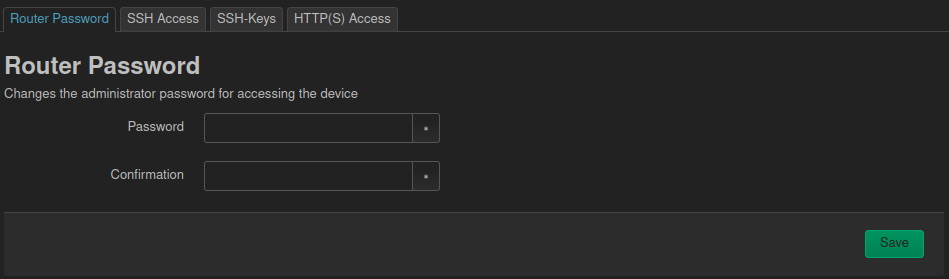 Router Password SSH Access SSH-Keys HTTP(S) Access
Router Password
Changes the administrator password for accessing the device
Password *
Confirmation *
Save